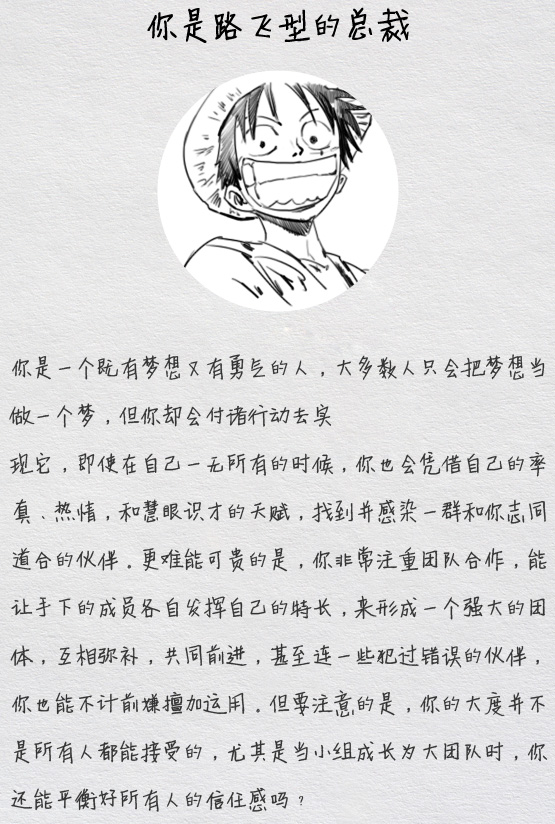 你是路飞型的总裁
你是一个既有梦想又有勇气的人，大多数人只会把梦想当
做一个梦，但你却会付诸行动去实
现它，即使在自己一无所有的时候，你也会凭借自己的率
真、热情，和慧眼识才的天赋，找到并感染一群和你志同
道合的伙伴。更难能可贵的是，你非常注重团队合作，能
让手下的成员各自发挥自己的特长，来形成一个强大的团
体，互相弥补，共同前进，甚至连一些犯过错误的伙伴，
你也能不计前嫌擅加运用。但要注意的是，你的大度并不
是所有人都能接受的，尤其是当小组成长为大团队时，你
还能平衡好所有人的信任感吗？